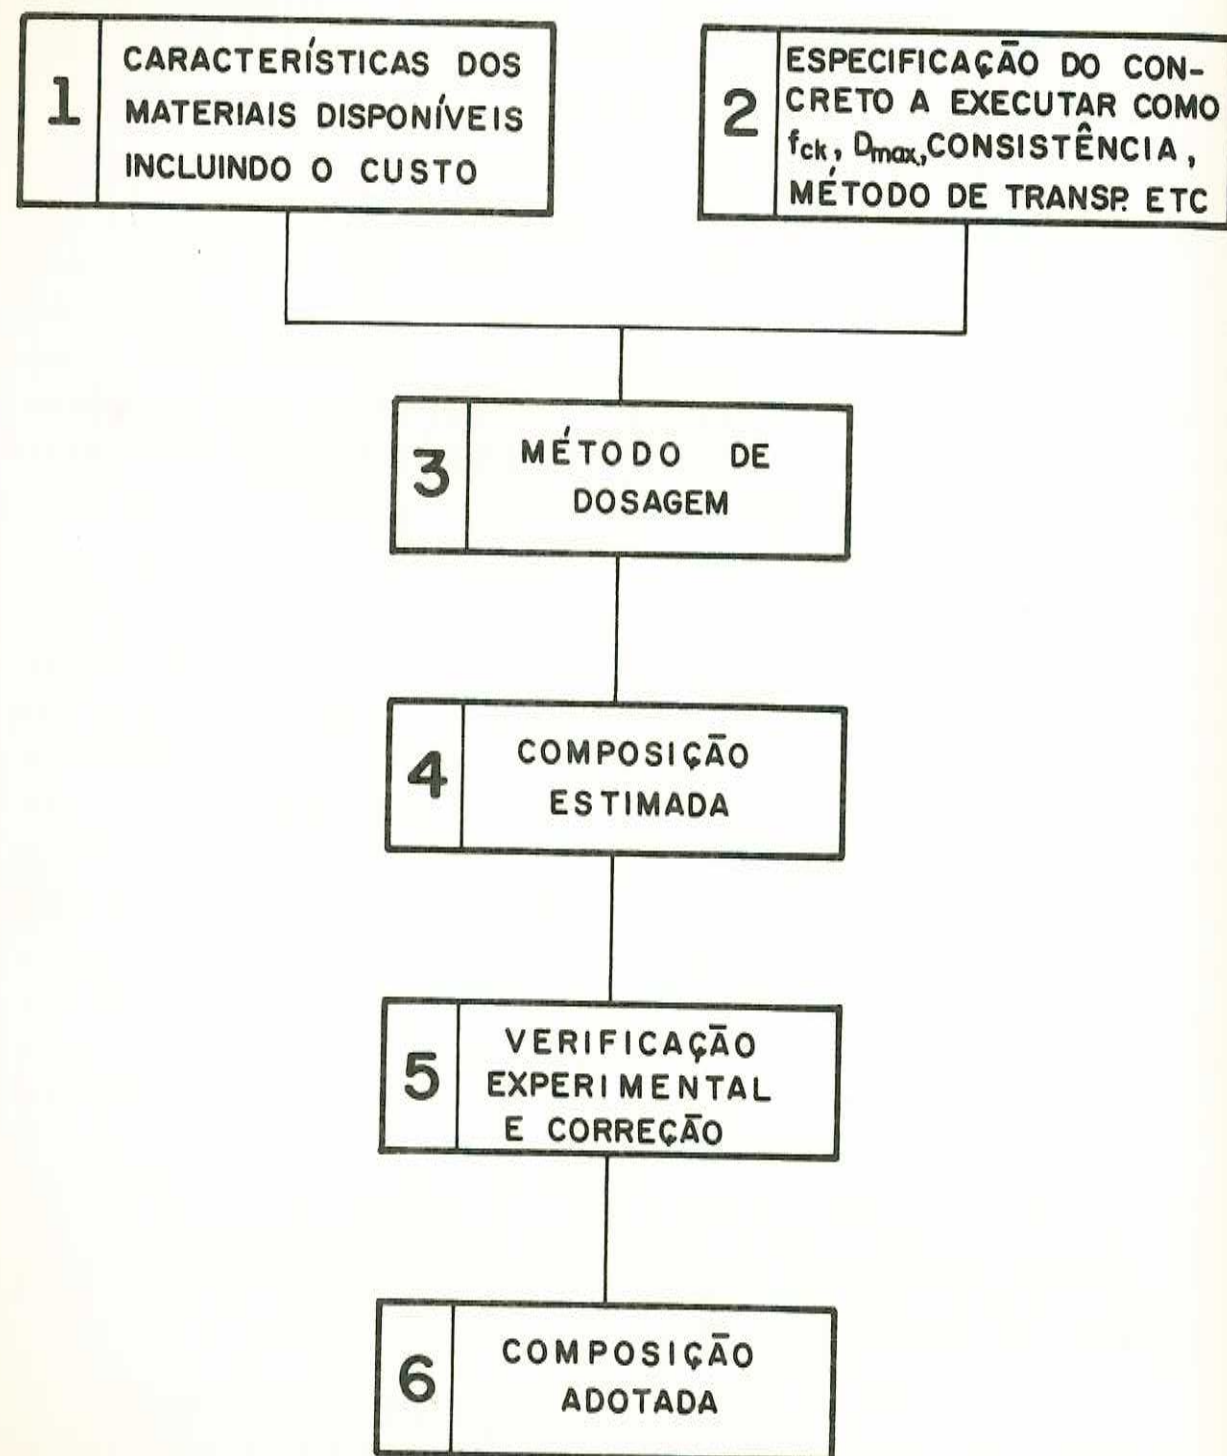 1
CARACTERÍSTICAS DOS
MATERIAIS DISPONÍVEIS
INCLUINDO O CUSTO
2
ESPECIFICAÇÃO DO CON-
CRETO A EXECUTAR COMO
fck, Dmax, CONSISTÊNCIA,
MÉTODO DE TRANSP. ETC
3
MÉTODO DE
DOSAGEM
4
COMPOSIÇÃO
ESTIMADA
5
VERIFICAÇÃO
EXPERIMENTAL
E CORREÇÃO
6
COMPOSIÇÃO
ADOTADA